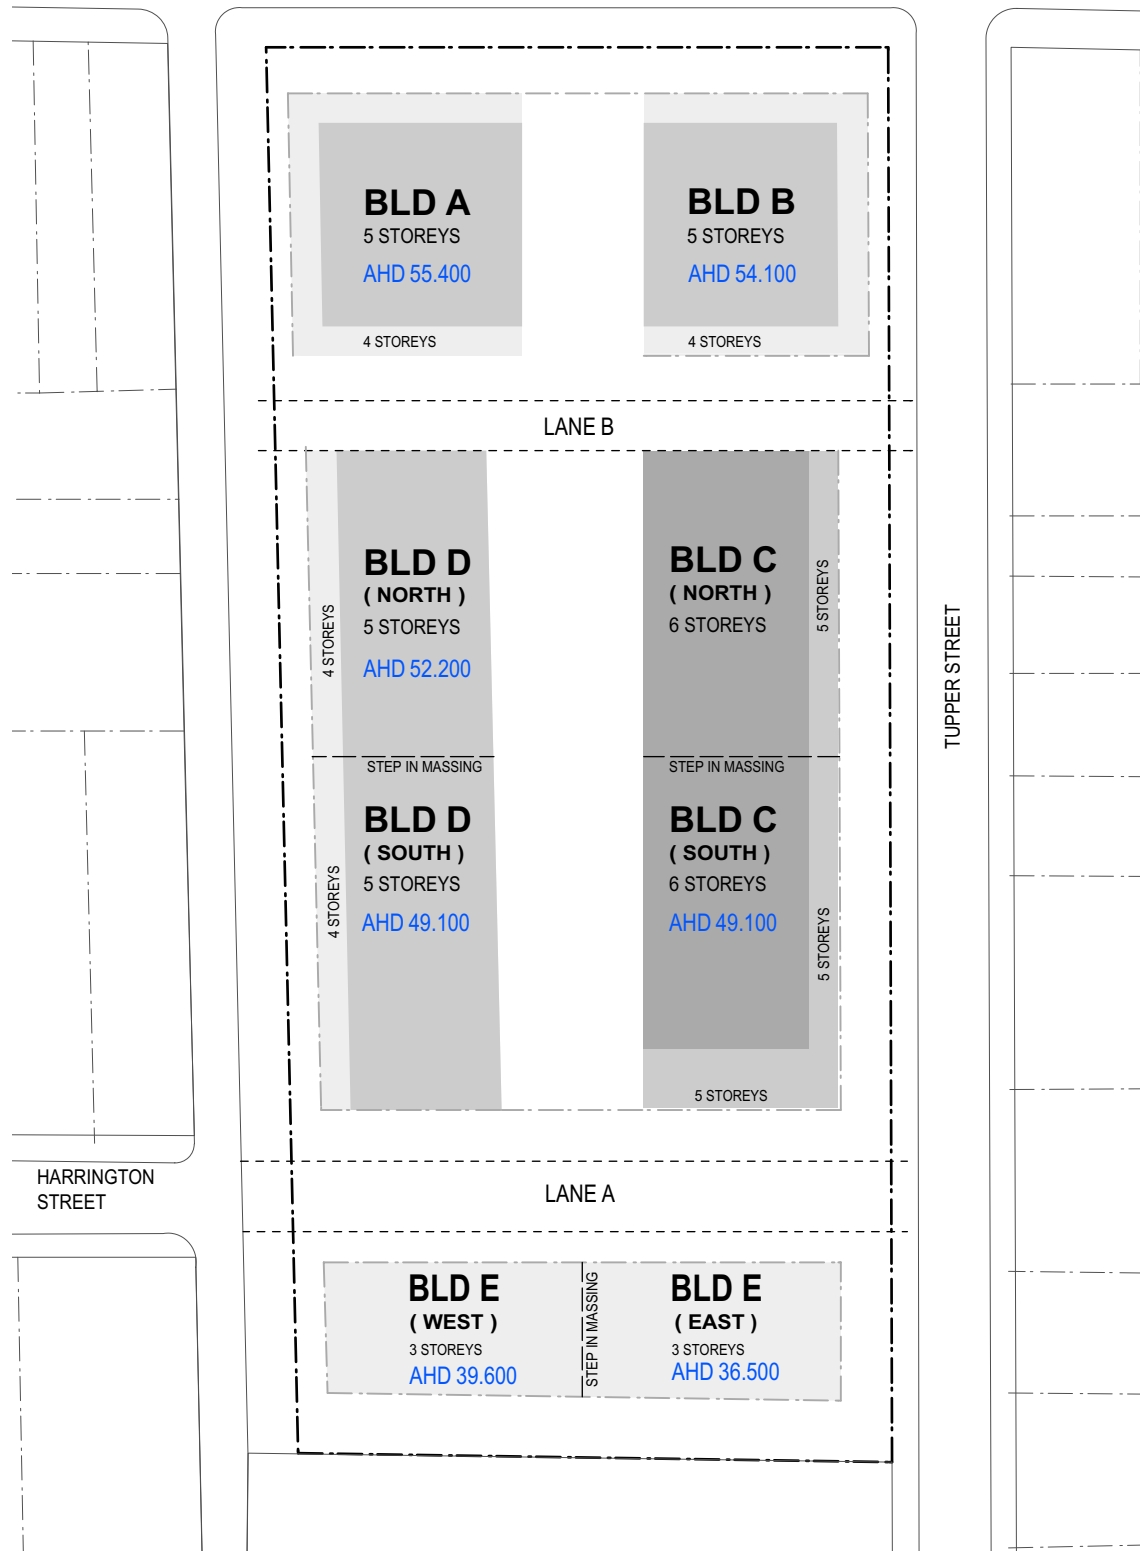 BLD A
5 STOREYS
AHD 55.400
4 STOREYS
BLD B
5 STOREYS
AHD 54.100
4 STOREYS
LANE B
BLD D
( NORTH )
5 STOREYS
AHD 52.200
4 STOREYS
STEP IN MASSING
BLD C
( NORTH )
6 STOREYS
5 STOREYS
STEP IN MASSING
TUPPER STREET
BLD D
( SOUTH )
5 STOREYS
AHD 49.100
4 STOREYS
BLD C
( SOUTH )
6 STOREYS
AHD 49.100
5 STOREYS
5 STOREYS
HARRINGTON
STREET
LANE A
BLD E
( WEST )
3 STOREYS
AHD 39.600
STEP IN MASSING
BLD E
( EAST )
3 STOREYS
AHD 36.500